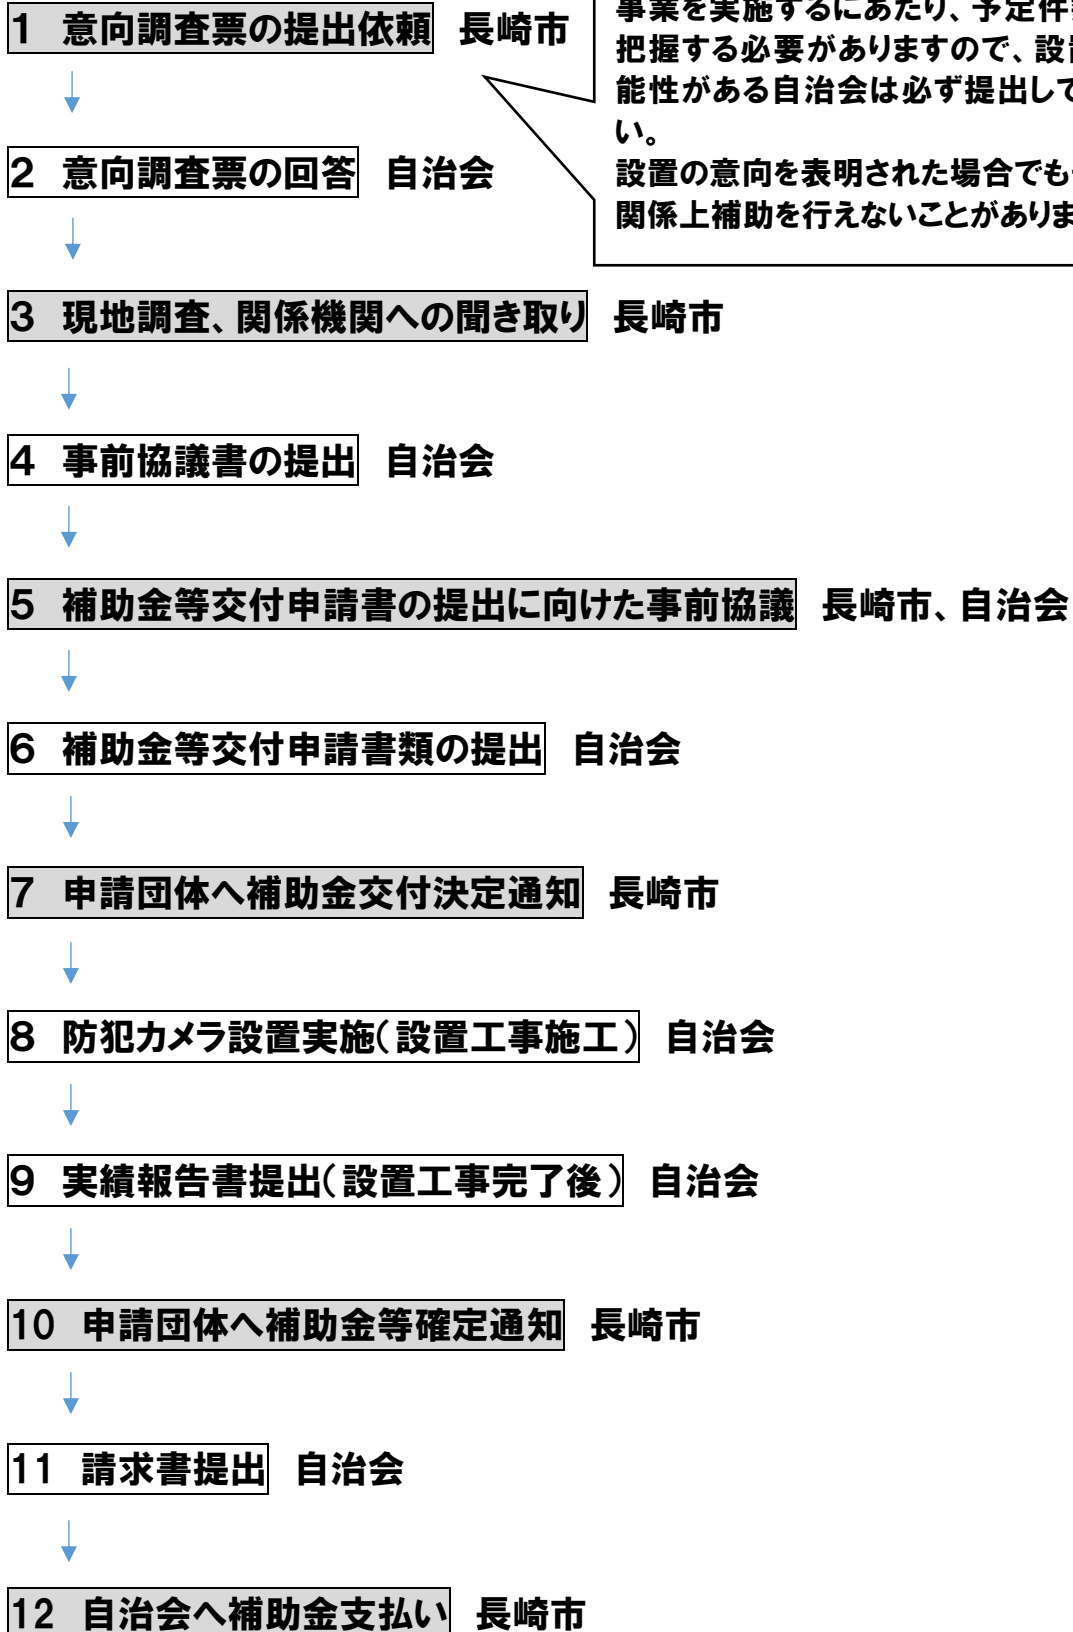 1 意向調査票の提出依頼 長崎市
事業を実施するにあたり、予定件
把握する必要がありますので、設
能性がある自治会は必ず提出して
い。
設置の意向を表明された場合でも
関係上補助を行えないことがありま
2 意向調査票の回答 自治会
3 現地調査、関係機関への聞き取り 長崎市
4 事前協議書の提出 自治会
5 補助金等交付申請書の提出に向けた事前協議 長崎市、自治会
6 補助金等交付申請書類の提出 自治会
7 申請団体へ補助金交付決定通知 長崎市
8 防犯カメラ設置実施(設置工事施工) 自治会
9 実績報告書提出(設置工事完了後) 自治会
10 申請団体へ補助金等確定通知 長崎市
11 請求書提出 自治会
12 自治会へ補助金支払い 長崎市